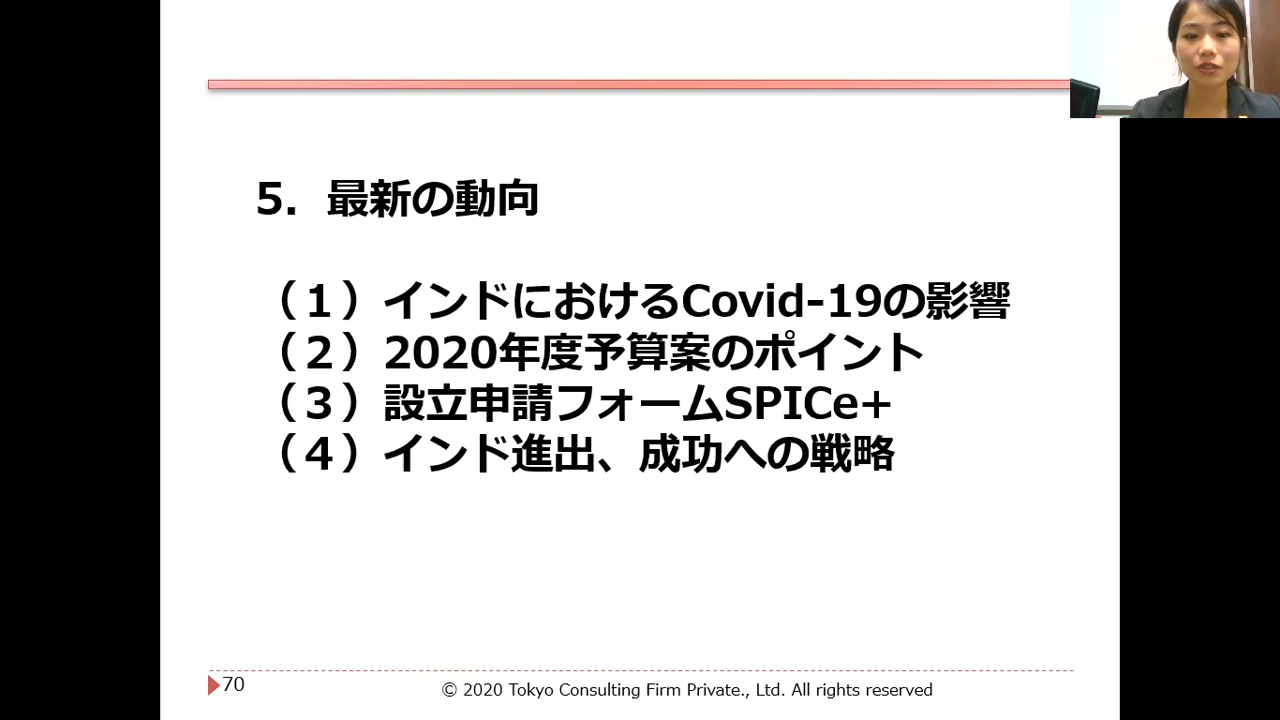 5．最新の動向
（１）インドにおけるCovid-19の影響
（２）2020年度予算案のポイント
（３）設立申請フォームSPICe+
（４）インド進出、成功への戦略
70
© 2020 Tokyo Consulting Firm Private., Ltd. All rights reserved